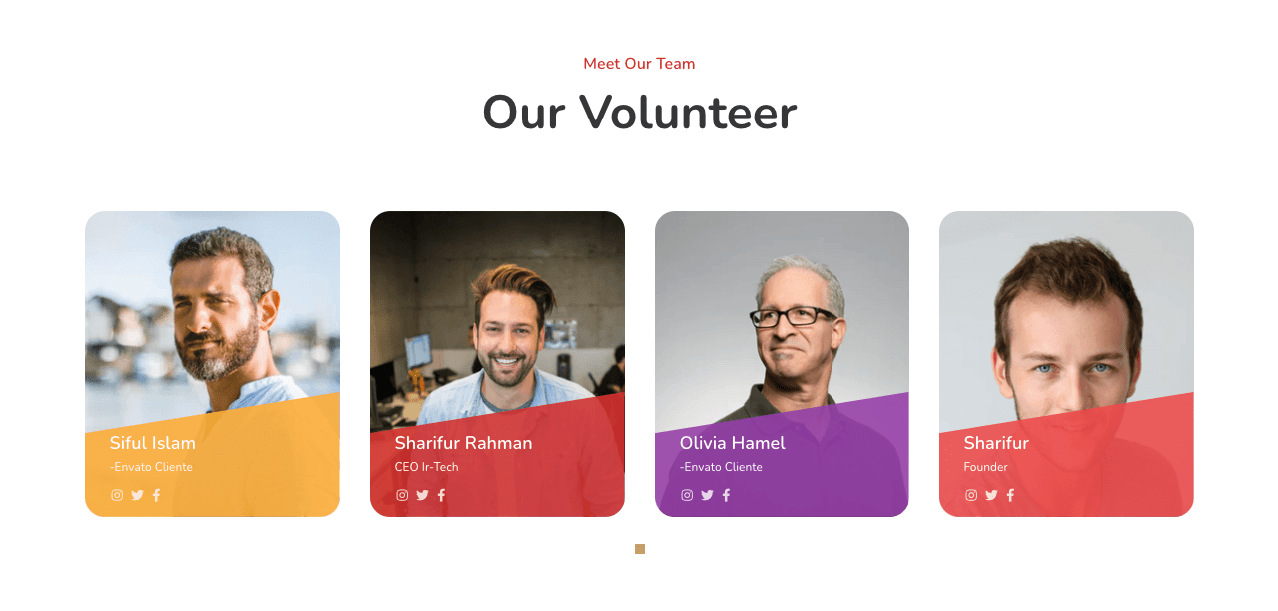 Meet Our Team
Our Volunteer
Siful Islam
-Envato Cliente
Sharifur Rahman
CEO Ir-Tech
Olivia Hamel
-Envato Cliente
Sharifur
Founder